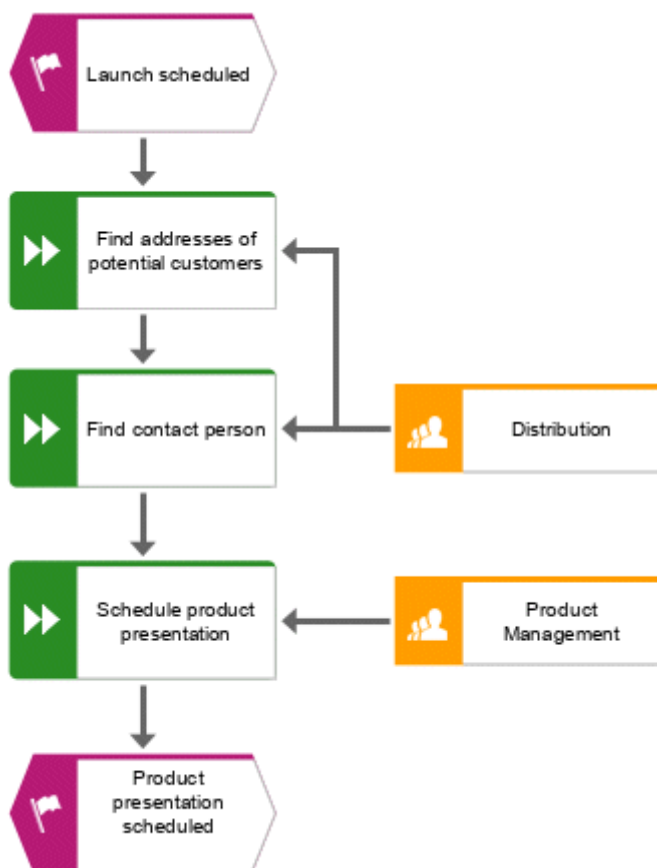 Launch scheduled
Find addresses of
potential customers
Find contact person
Distribution
Schedule product
presentation
Product
Management
Product
presentation
scheduled